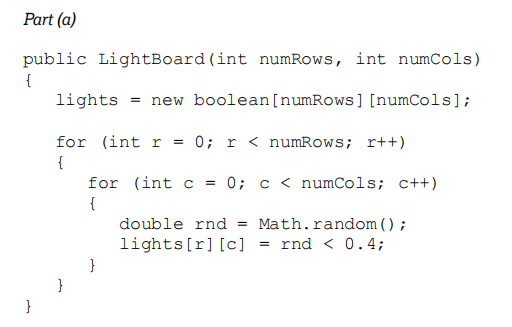 Part (a)
public LightBoard(int numRows, int numCols)
{
lights = new boolean[numRows][numCols];
for (int r = 0; r < numRows; r++)
{
for (int c = 0; c < numCols; c++)
{
double rnd = Math.random();
lights[r][c] = rnd < 0.4;
}
}
}